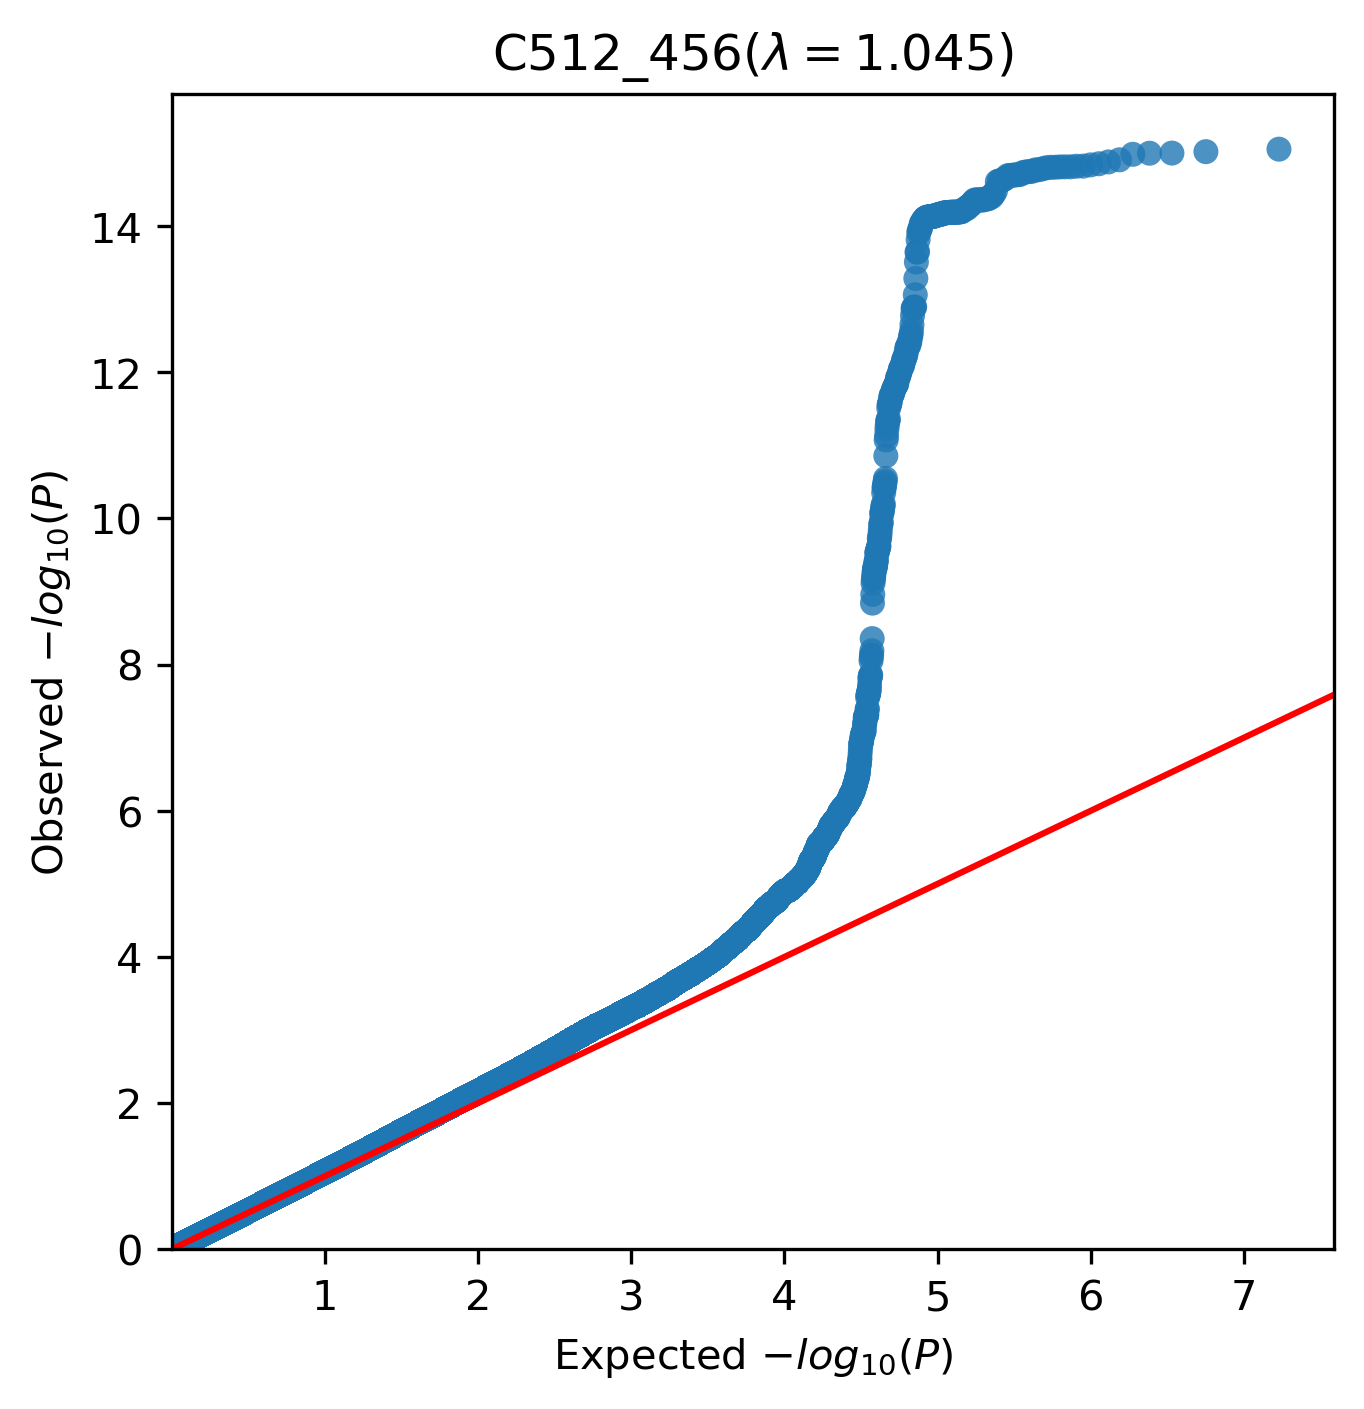 C512_456(λ = 1.045)
Observed −log₁₀(P)
14
12
10
8
6
4
2
0
1 2 3 4 5 6 7
Expected −log₁₀(P)